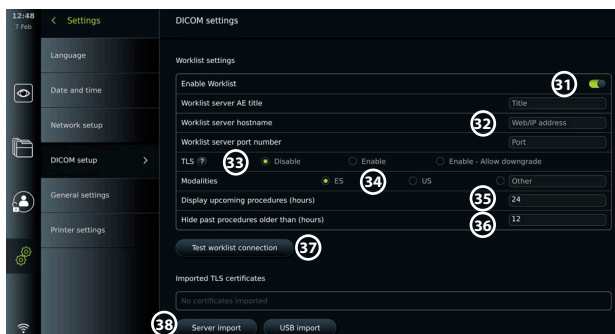 12:48
7 Feb
Settings
Language
Date and time
Network setup
DICOM setup
General settings
Printer settings
DICOM settings
Worklist settings
Enable Worklist 31
Worklist server AE title Title
Worklist server hostname 32 Web/IP address
Worklist server port number Port
TLS ? 33 Disable Enable Enable - Allow downgrade
Modalities ES 34 US Other
Display upcoming procedures (hours) 35 24
Hide past procedures older than (hours) 36 12
Test worklist connection 37
Imported TLS certificates
No certificates imported
38 Server import USB import